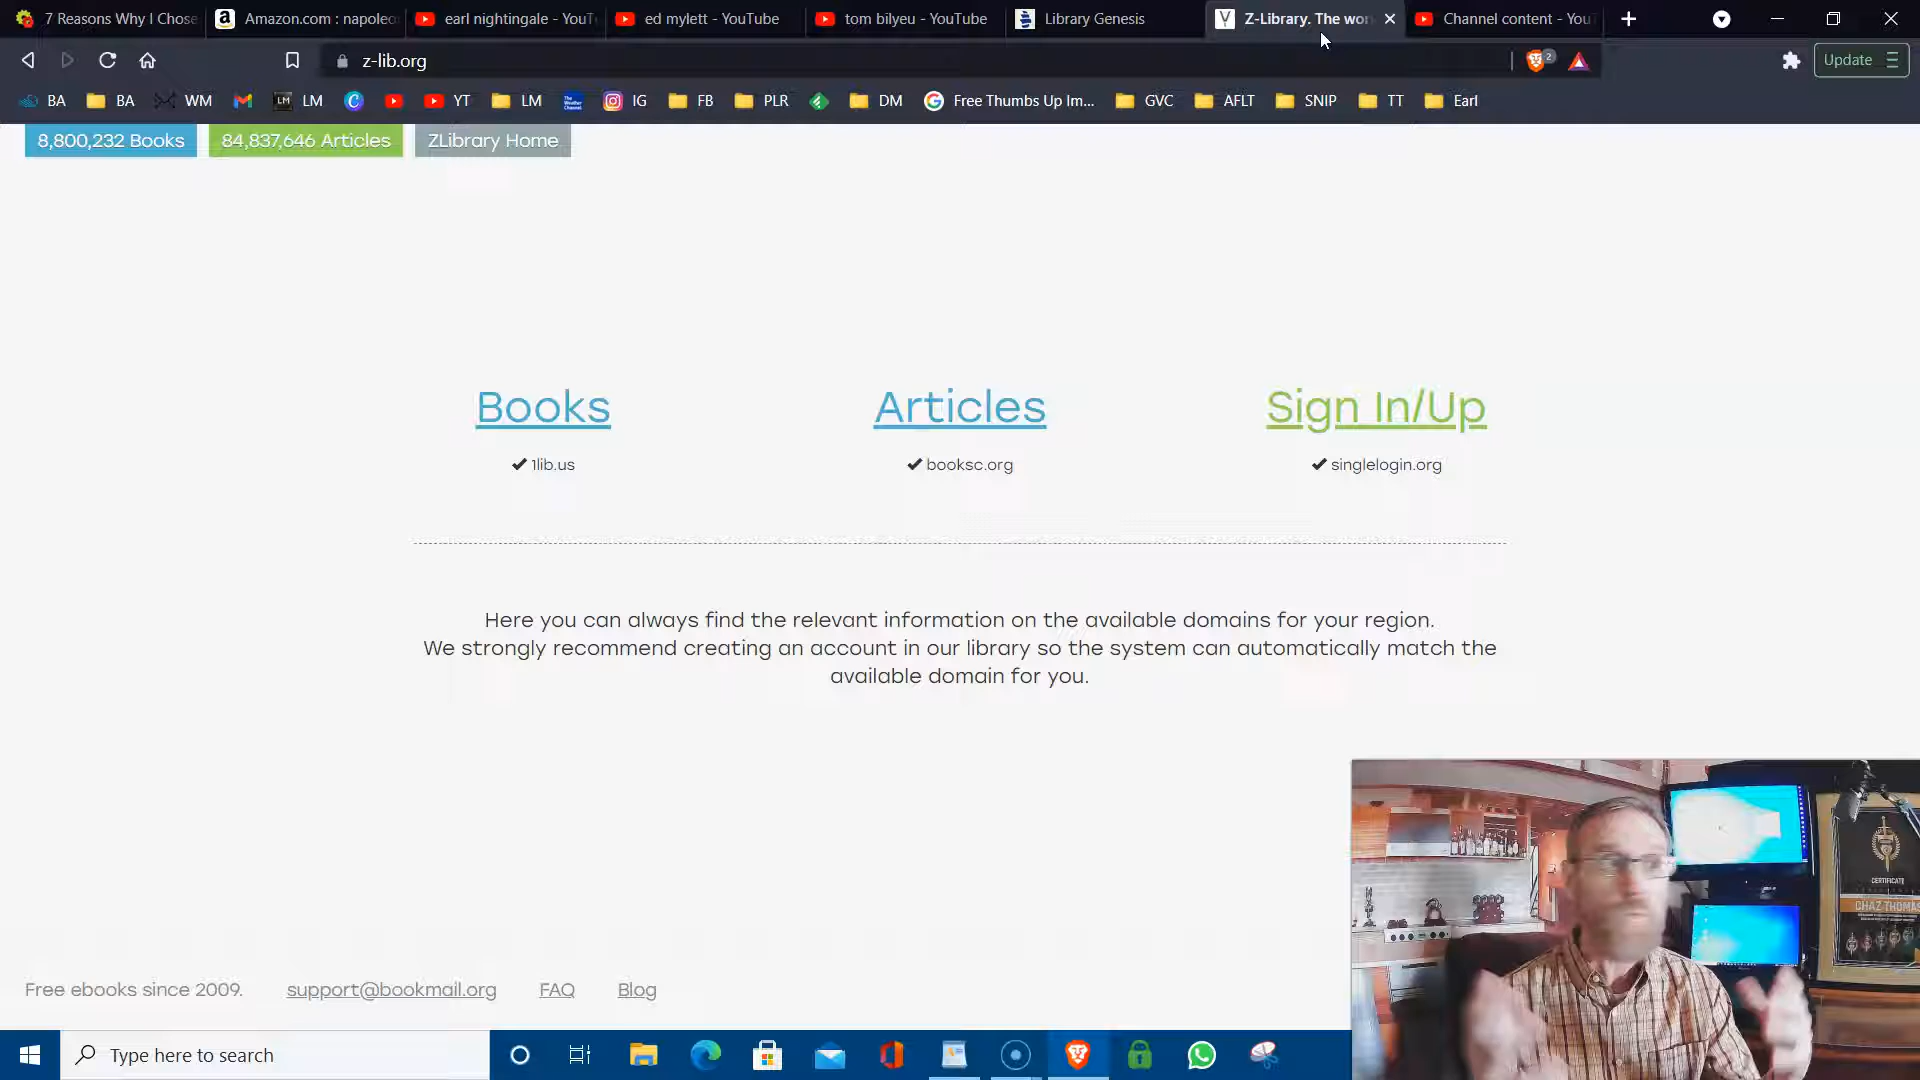 7 Reasons Why I Chose
Amazon.com : napoleo
earl nightingale - YouT
ed mylett - YouTube
tom bilyeu - YouTube
Library Genesis
Z-Library. The wor
Channel content - YouT
z-lib.org
2
Update
BA
BA
WM
LM
LM
YT
LM
IG
FB
PLR
DM
Free Thumbs Up Im...
GVC
AFLT
SNIP
TT
Earl
8,800,232 Books
84,837,646 Articles
ZLibrary Home
Books
Articles
Sign In/Up
1lib.us
booksc.org
singlelogin.org
Here you can always find the relevant information on the available domains for your region.
We strongly recommend creating an account in our library so the system can automatically match the
available domain for you.
CERTIFICATE
CHAZ THOMAS
Free ebooks since 2009.
support@bookmail.org
FAQ
Blog
Type here to search